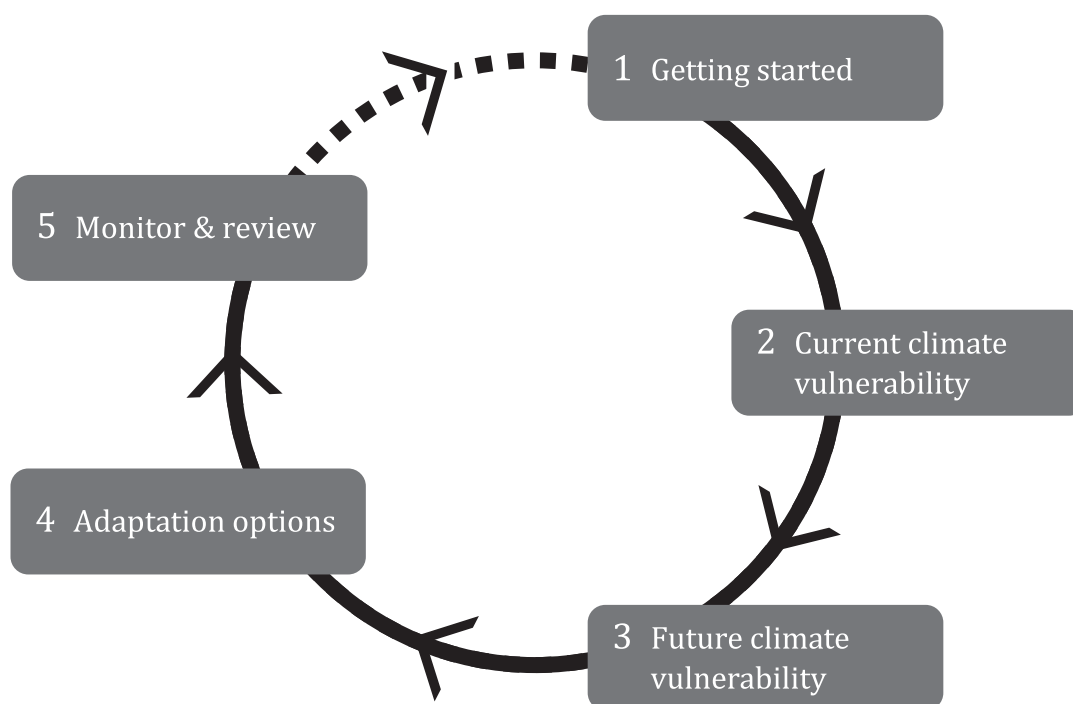 1 Getting started
2 Current climate
vulnerability
3 Future climate
vulnerability
4 Adaptation options
5 Monitor & review